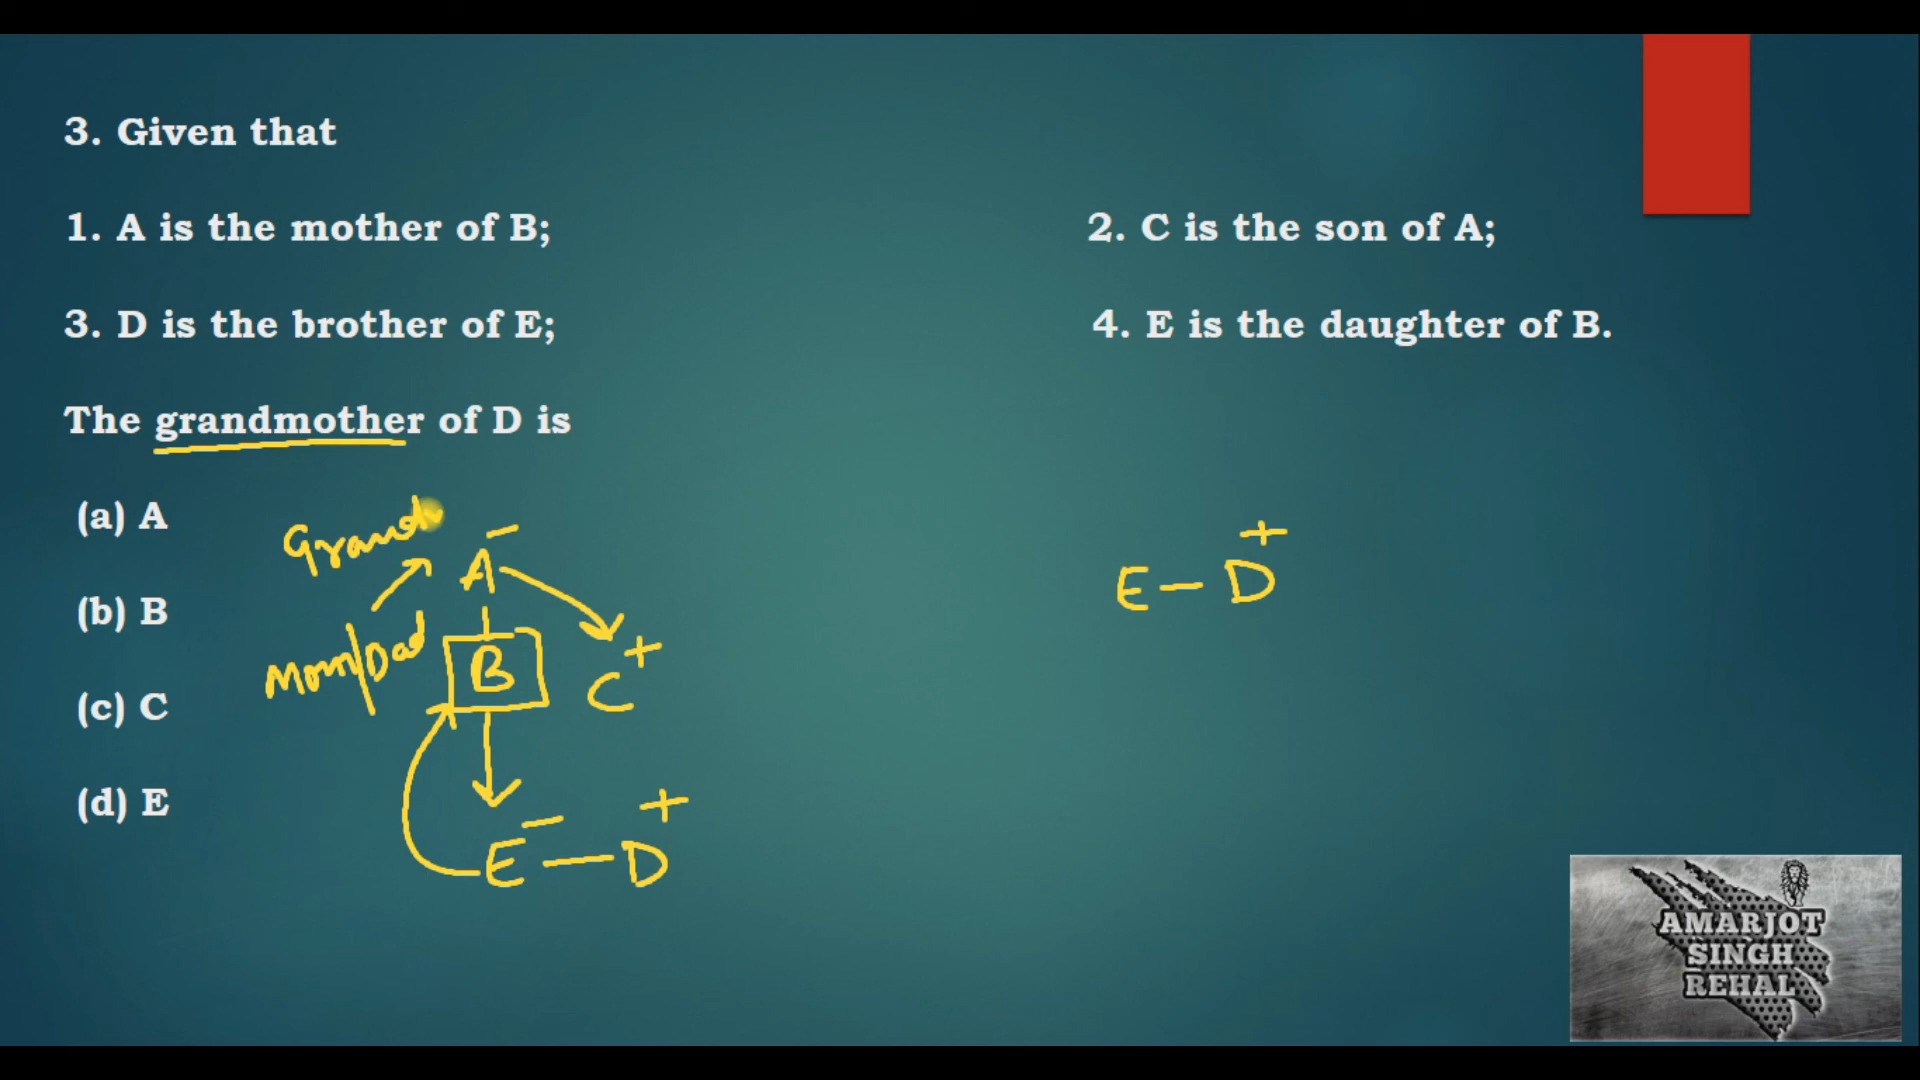 3. Given that
1. A is the mother of B; 2. C is the son of A;
3. D is the brother of E; 4. E is the daughter of B.
The grandmother of D is
(a) A
(b) B
(c) C
(d) E
Grand
A −
Mom/Dad
B
C +
E − — D +
E — D +
AMARJOT
SINGH
REHAL